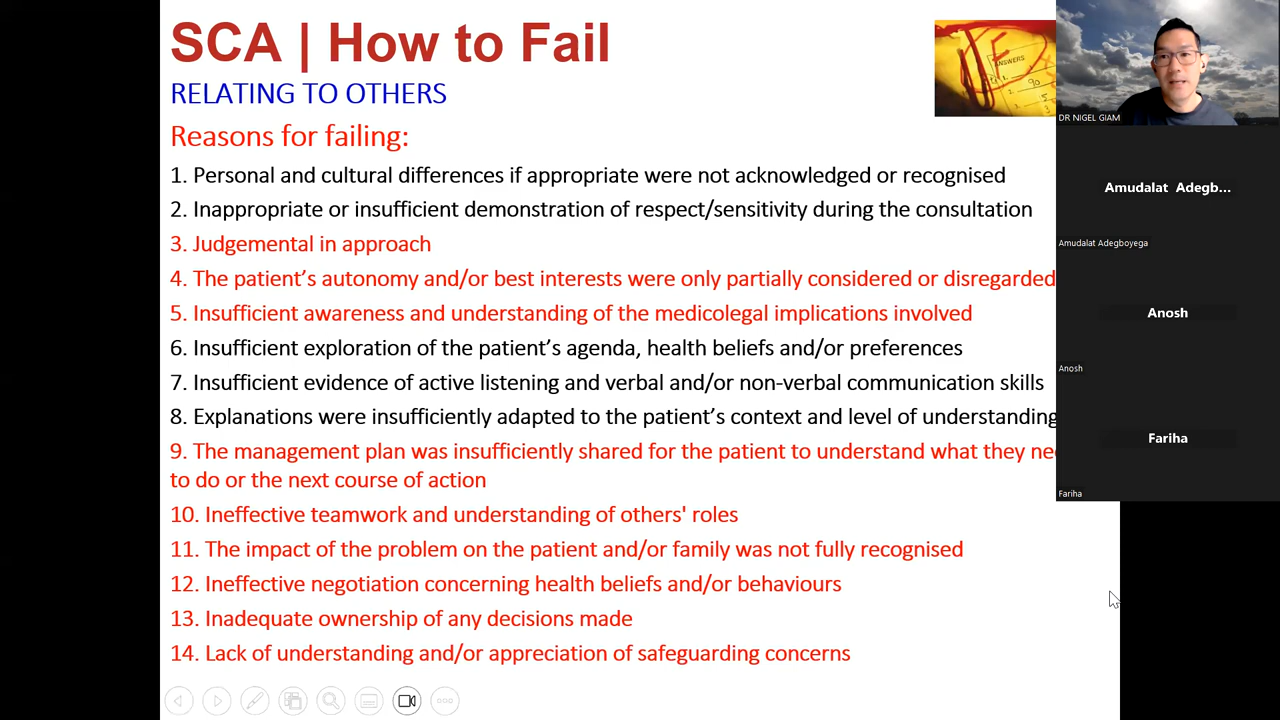 SCA | How to Fail
RELATING TO OTHERS
Reasons for failing:
1. Personal and cultural differences if appropriate were not acknowledged or recognised
2. Inappropriate or insufficient demonstration of respect/sensitivity during the consultation
3. Judgemental in approach
4. The patient's autonomy and/or best interests were only partially considered or disregarded
5. Insufficient awareness and understanding of the medicolegal implications involved
6. Insufficient exploration of the patient's agenda, health beliefs and/or preferences
7. Insufficient evidence of active listening and verbal and/or non-verbal communication skills
8. Explanations were insufficiently adapted to the patient's context and level of understanding
9. The management plan was insufficiently shared for the patient to understand what they
to do or the next course of action
10. Ineffective teamwork and understanding of others' roles
11. The impact of the problem on the patient and/or family was not fully recognised
12. Ineffective negotiation concerning health beliefs and/or behaviours
13. Inadequate ownership of any decisions made
14. Lack of understanding and/or appreciation of safeguarding concerns
ANSWERS
90
DR NIGEL GIAM
Amudalat Adegb...
Amudalat Adegboyega
Anosh
Anosh
Fariha
Fariha